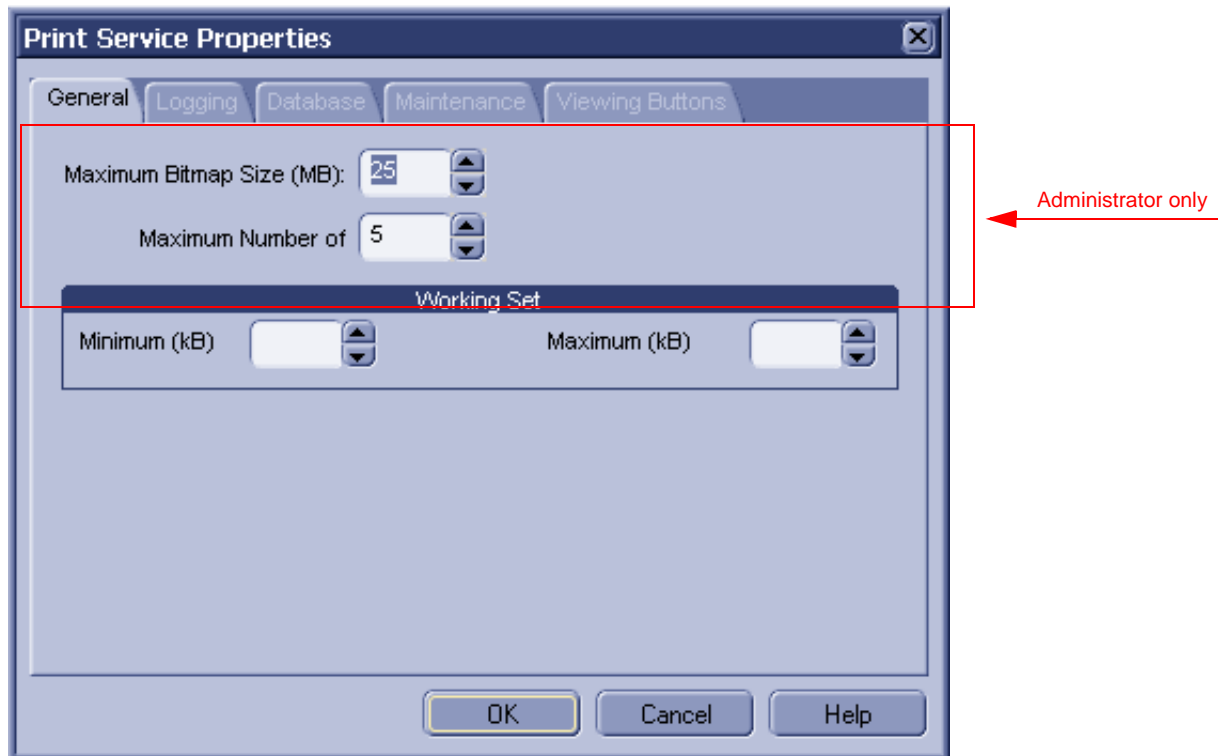 Print Service Properties
General Logging Database Maintenance Viewing Buttons
Maximum Bitmap Size (MB): 25
Administrator only
Maximum Number of 5
Working Set
Minimum (kB) Maximum (kB)
OK Cancel Help